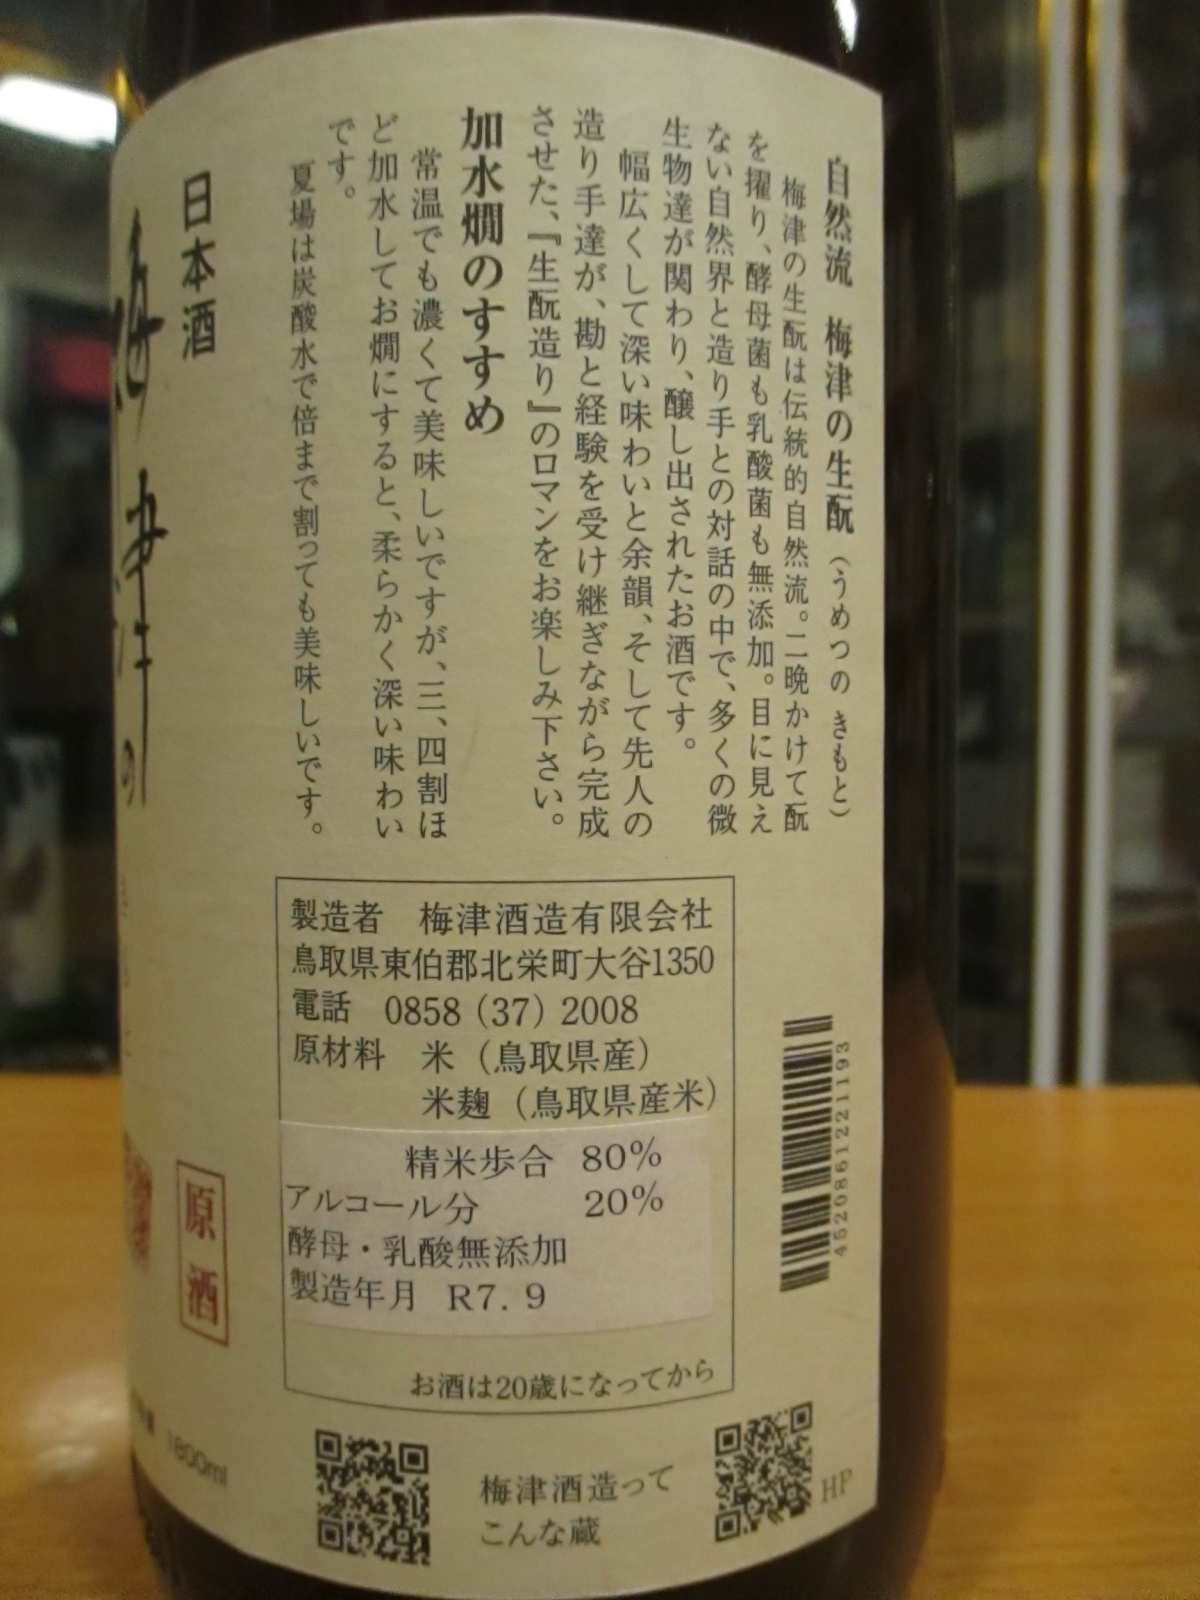 自然流 梅津の生酛（うめつの きもと）
梅津の生酛は伝統的自然流。二晩かけて酛
を擢り、酵母菌も乳酸菌も無添加。目に見え
ない自然界と造り手との対話の中で、多くの微
生物達が関わり、醸し出されたお酒です。
幅広くして深い味わいと余韻、そして先人の
造り手達が、勘と経験を受け継ぎながら完成
させた、『生酛造り』のロマンをお楽しみ下さい。
加水燗のすすめ
常温でも濃くて美味しいですが、三、四割ほ
ど加水してお燗にすると、柔らかく深い味わい
です。
夏場は炭酸水で倍まで割っても美味しいです。
日本酒
梅津の
原酒
1800ml
製造者 梅津酒造有限会社
鳥取県東伯郡北栄町大谷1350
電話 0858（37）2008
原材料 米（鳥取県産）
米麹（鳥取県産米）
精米歩合 80%
アルコール分 20%
酵母・乳酸無添加
製造年月 R7. 9
お酒は20歳になってから
梅津酒造って
こんな蔵
HP
4520861221193